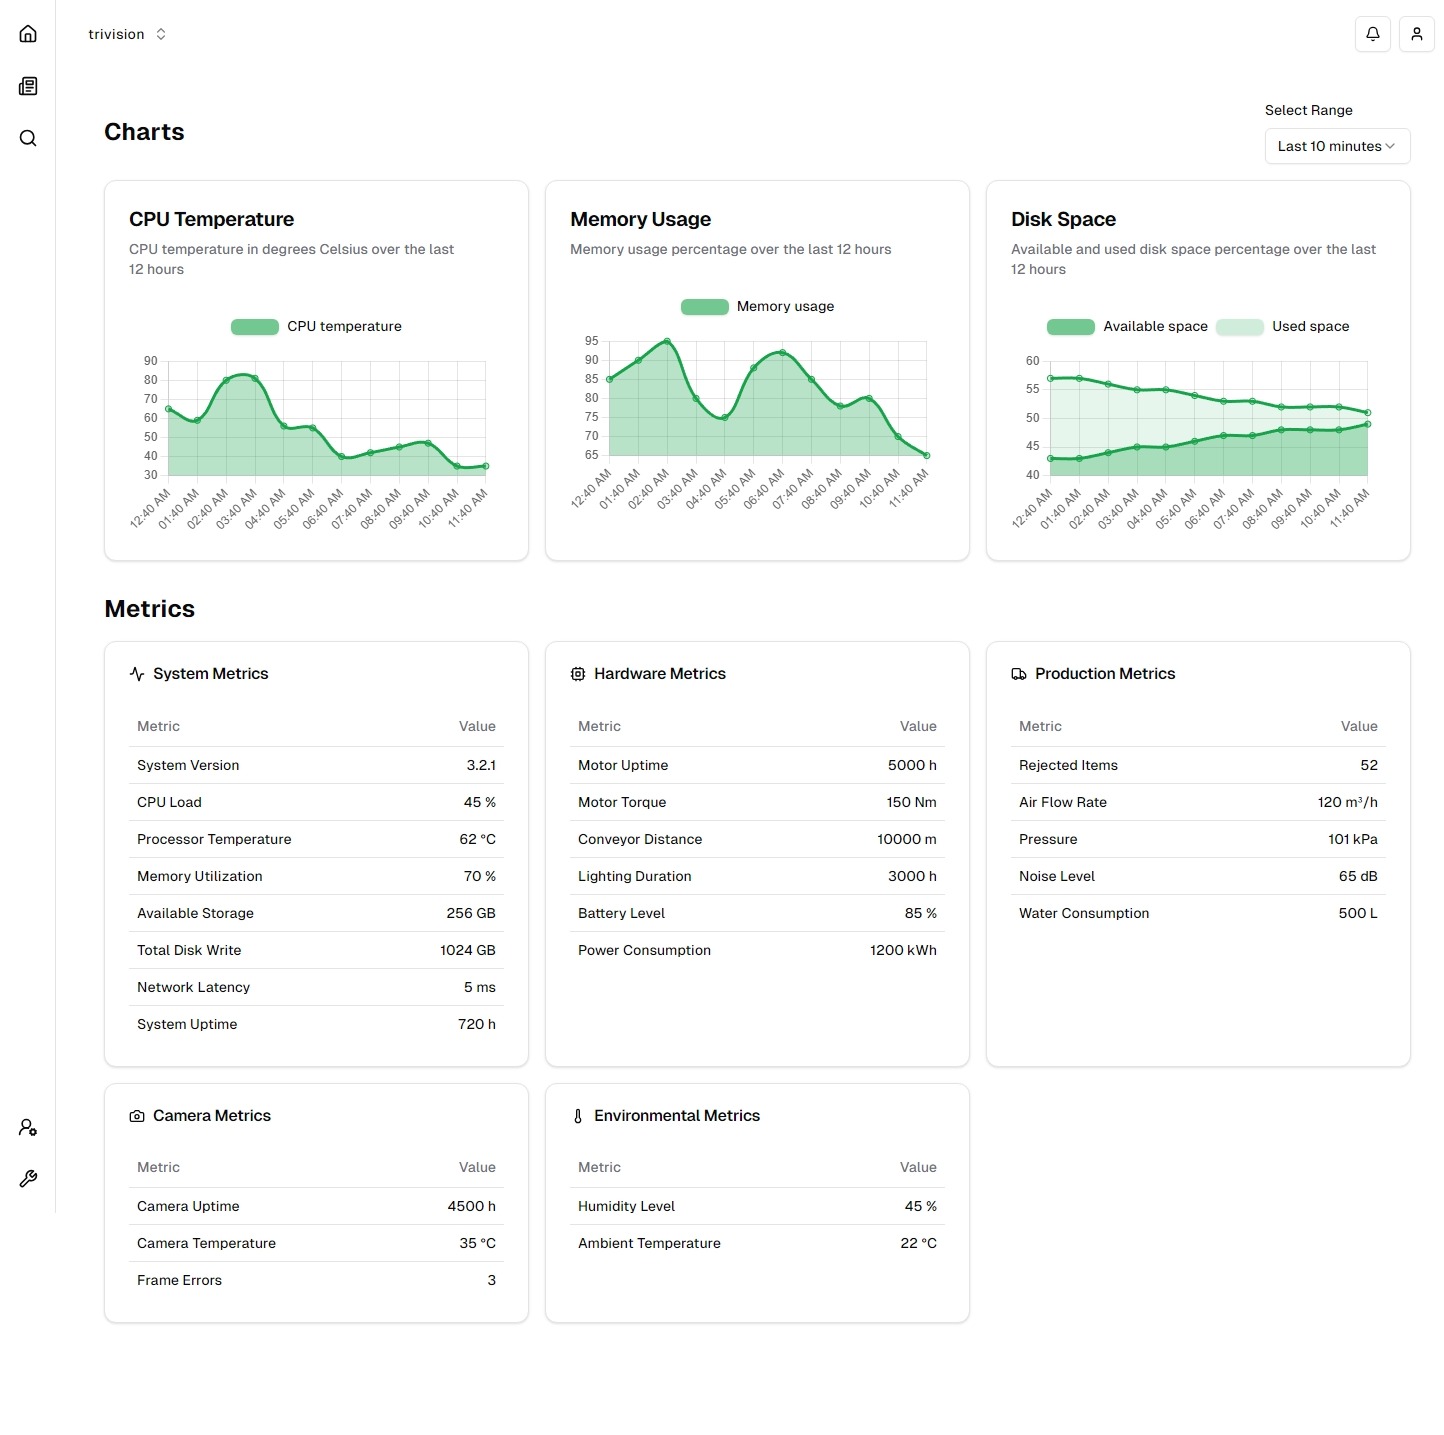 trivision
Charts
Select Range
Last 10 minutes
CPU Temperature
CPU temperature in degrees Celsius over the last
12 hours
CPU temperature
90
80
70
60
50
40
30
12:40 AM
01:40 AM
02:40 AM
03:40 AM
04:40 AM
05:40 AM
06:40 AM
07:40 AM
08:40 AM
09:40 AM
10:40 AM
11:40 AM
Memory Usage
Memory usage percentage over the last 12 hours
Memory usage
95
90
85
80
75
70
65
12:40 AM
01:40 AM
02:40 AM
03:40 AM
04:40 AM
05:40 AM
06:40 AM
07:40 AM
08:40 AM
09:40 AM
10:40 AM
11:40 AM
Disk Space
Available and used disk space percentage over the last
12 hours
Available space Used space
60
55
50
45
40
12:40 AM
01:40 AM
02:40 AM
03:40 AM
04:40 AM
05:40 AM
06:40 AM
07:40 AM
08:40 AM
09:40 AM
10:40 AM
11:40 AM
Metrics
System Metrics
Metric Value
System Version 3.2.1
CPU Load 45 %
Processor Temperature 62 °C
Memory Utilization 70 %
Available Storage 256 GB
Total Disk Write 1024 GB
Network Latency 5 ms
System Uptime 720 h
Hardware Metrics
Metric Value
Motor Uptime 5000 h
Motor Torque 150 Nm
Conveyor Distance 10000 m
Lighting Duration 3000 h
Battery Level 85 %
Power Consumption 1200 kWh
Production Metrics
Metric Value
Rejected Items 52
Air Flow Rate 120 m³/h
Pressure 101 kPa
Noise Level 65 dB
Water Consumption 500 L
Camera Metrics
Metric Value
Camera Uptime 4500 h
Camera Temperature 35 °C
Frame Errors 3
Environmental Metrics
Metric Value
Humidity Level 45 %
Ambient Temperature 22 °C